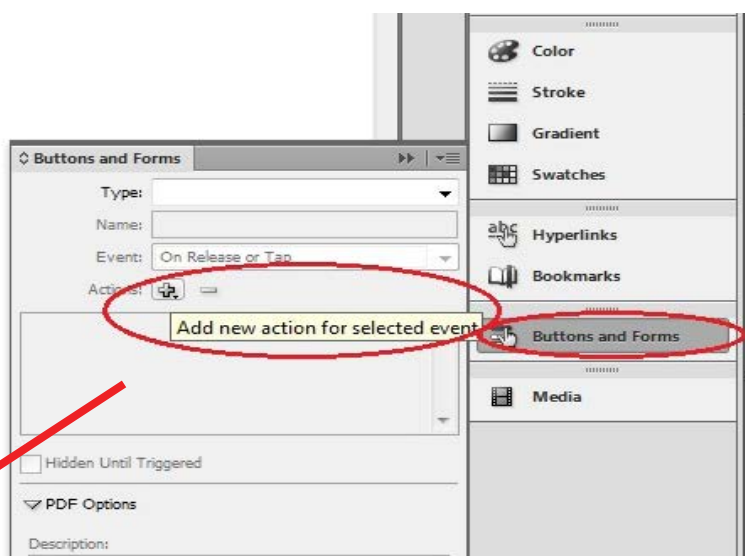 Color
Stroke
Gradient
Swatches
Hyperlinks
Bookmarks
Buttons and Forms
Media
Buttons and Forms
Type:
Name:
Event: On Release or Tap
Actions:
Add new action for selected event
Hidden Until Triggered
PDF Options
Description: